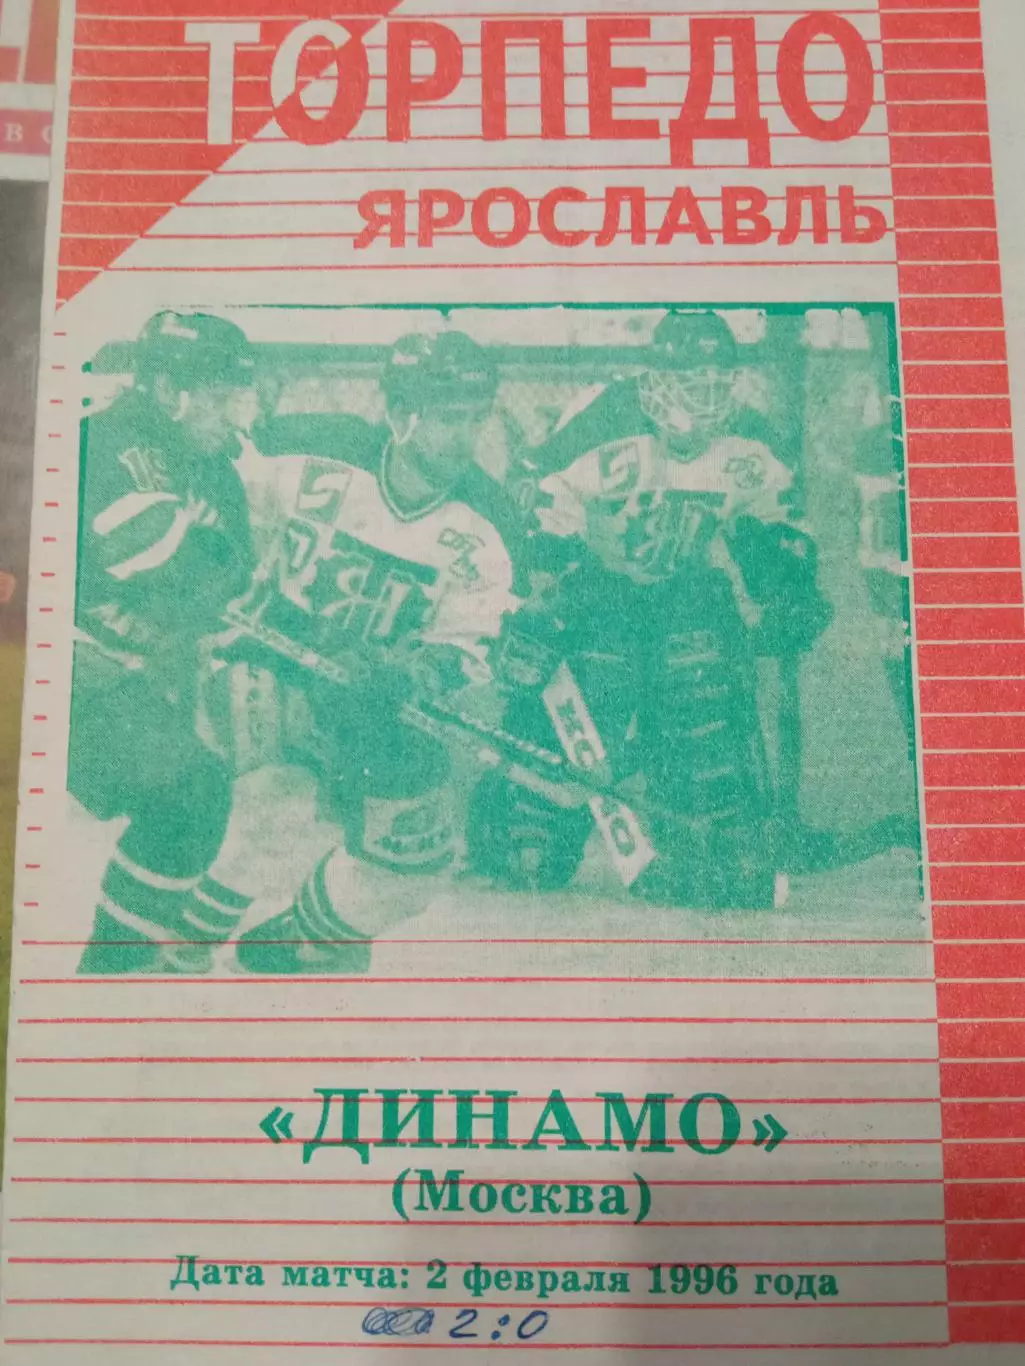 ТОРПЕДО
ЯРОСЛАВЛЬ
«ДИНАМО»
(Москва)
Дата матча: 2 февраля 1996 года
2:0